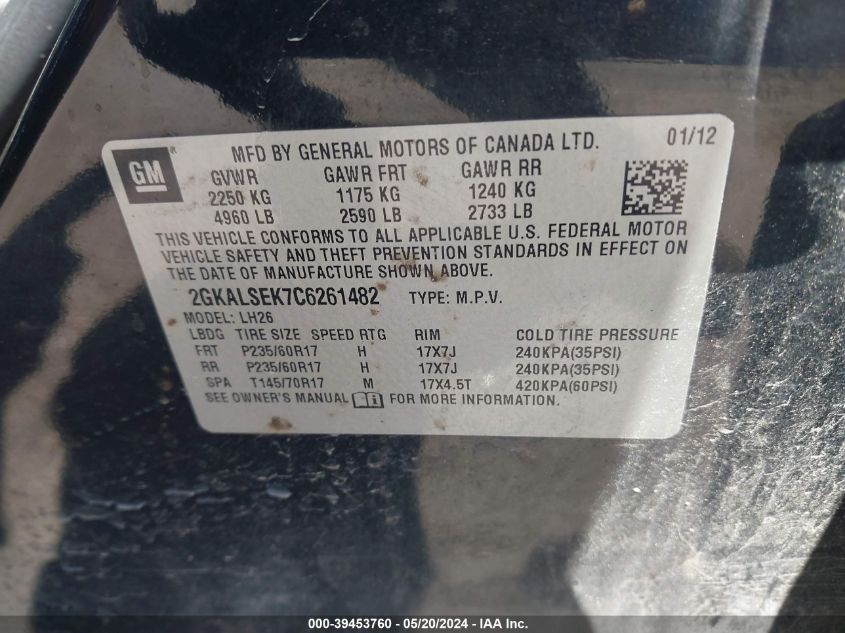 GM ®
MFD BY GENERAL MOTORS OF CANADA LTD. 01/12
GVWR GAWR FRT GAWR RR
2250 KG 1175 KG 1240 KG
4960 LB 2590 LB 2733 LB
THIS VEHICLE CONFORMS TO ALL APPLICABLE U.S. FEDERAL MOTOR
VEHICLE SAFETY AND THEFT PREVENTION STANDARDS IN EFFECT ON
THE DATE OF MANUFACTURE SHOWN ABOVE.
2GKALSEK7C6261482 TYPE: M.P.V.
MODEL: LH26
LBDG TIRE SIZE SPEED RTG RIM COLD TIRE PRESSURE
FRT P235/60R17 H 17X7J 240KPA(35PSI)
RR P235/60R17 H 17X7J 240KPA(35PSI)
SPA T145/70R17 M 17X4.5T 420KPA(60PSI)
SEE OWNER'S MANUAL i FOR MORE INFORMATION.
000-39453760 - 05/20/2024 - IAA Inc.